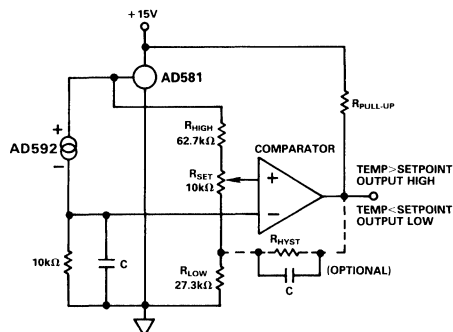 +15V
AD581
RPULL-UP
RHIGH
62.7kΩ
COMPARATOR
AD592
+
−
RSET
10kΩ
+
−
TEMP>SETPOINT
OUTPUT HIGH
TEMP<SETPOINT
OUTPUT LOW
RHYST
C
(OPTIONAL)
10kΩ
C
RLOW
27.3kΩ